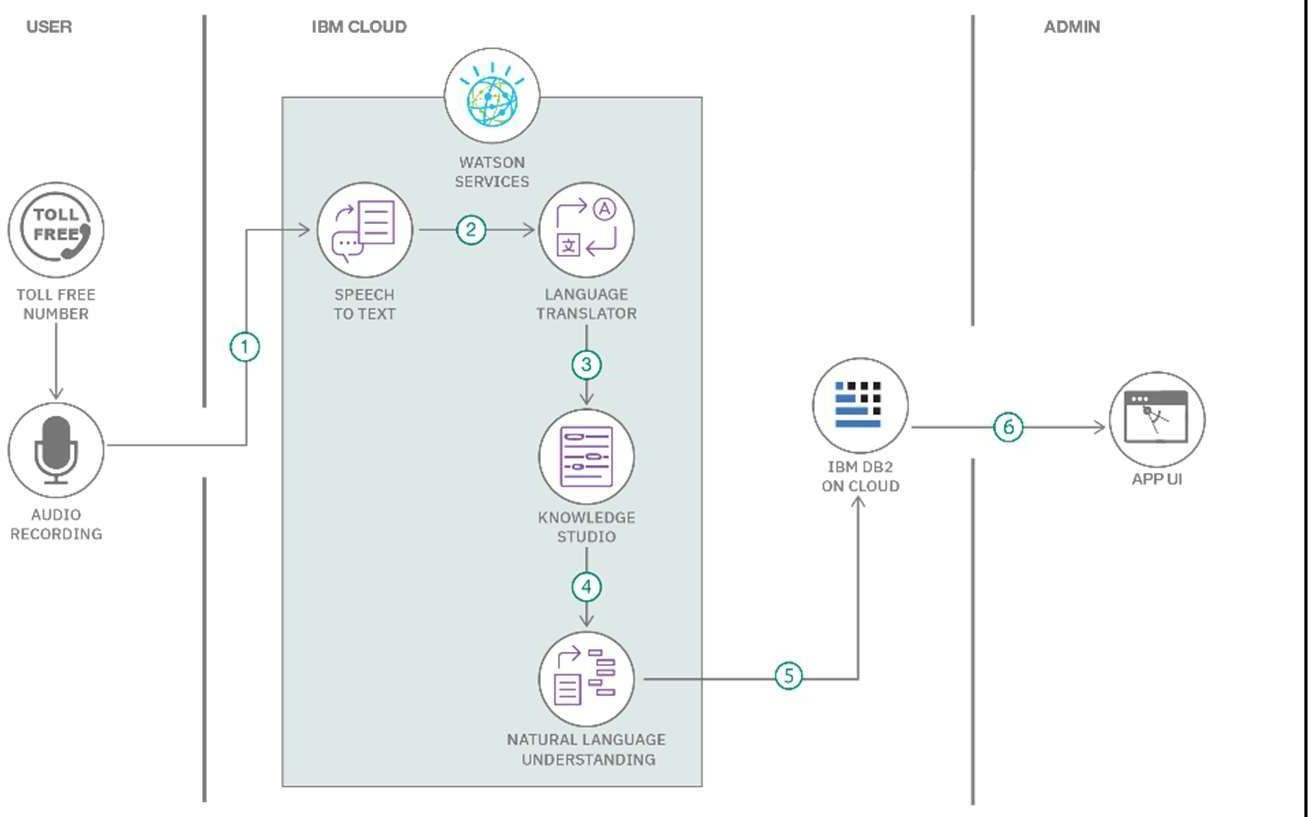 USER
IBM CLOUD
ADMIN
WATSON
SERVICES
TOLL
FREE
TOLL FREE
NUMBER
A
文
SPEECH
TO TEXT
2
LANGUAGE
TRANSLATOR
1
3
AUDIO
RECORDING
KNOWLEDGE
STUDIO
4
NATURAL LANGUAGE
UNDERSTANDING
5
IBM DB2
ON CLOUD
6
APP UI